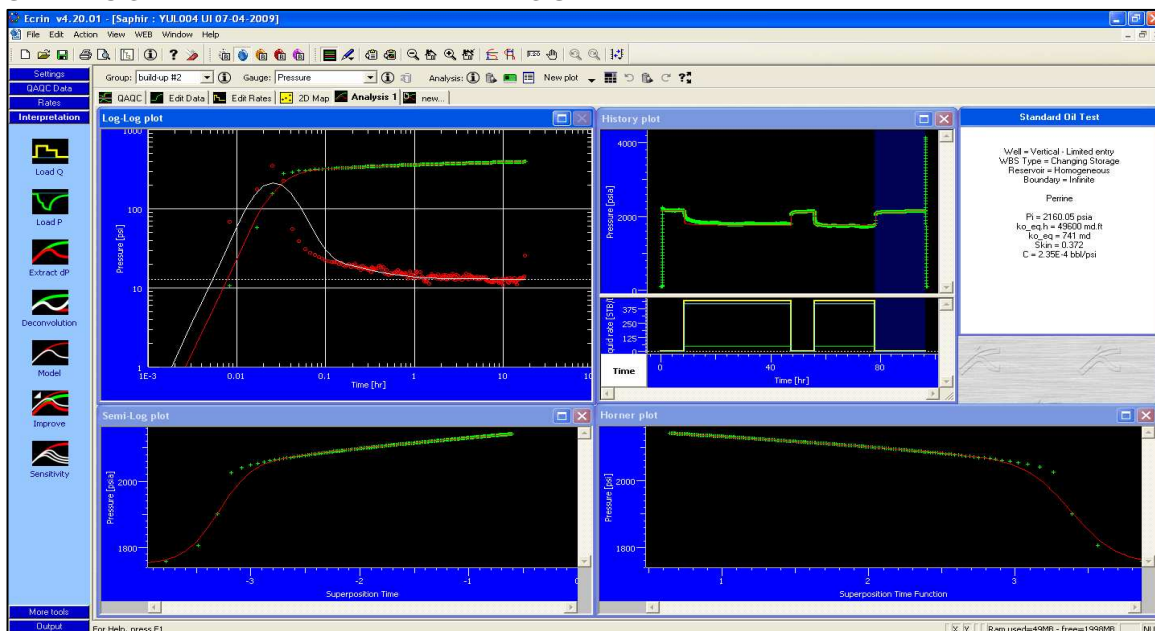 Ecrin v4.20.01 - [Saphir : YUL004 UI 07-04-2009]
File Edit Action View WEB Window Help
Settings
QAQC Data
Rates
Interpretation
Load Q
Load P
Extract dP
Deconvolution
Model
Improve
Sensitivity
More tools
Output
Group: build-up #2 Gauge: Pressure Analysis: New plot
QAQC Edit Data Edit Rates 2D Map Analysis 1 new...
Log-Log plot
1000
100
10
1
Pressure [psi]
1E-3 0.01 0.1 1 10
Time [hr]
History plot
4000
2000
0
Pressure [psia]
375
250
125
0
Time
0 40 80
Time [hr]
Standard Oil Test
Well = Vertical - Limited entry
WBS Type = Changing Storage
Reservoir = Homogeneous
Boundary = Infinite
Perrine
Pi = 2160.05 psia
ko_eq.h = 49600 md.ft
ko_eq = 741 md
Skin = 0.372
C = 2.35E-4 bbl/psi
Semi-Log plot
2000
1800
Pressure [psia]
-3 -2 -1
Superposition Time
Horner plot
2000
1800
Pressure [psia]
1 2 3
Superposition Time Function
For Help, press F1
X Y Ram used=49MB - free=1998MB